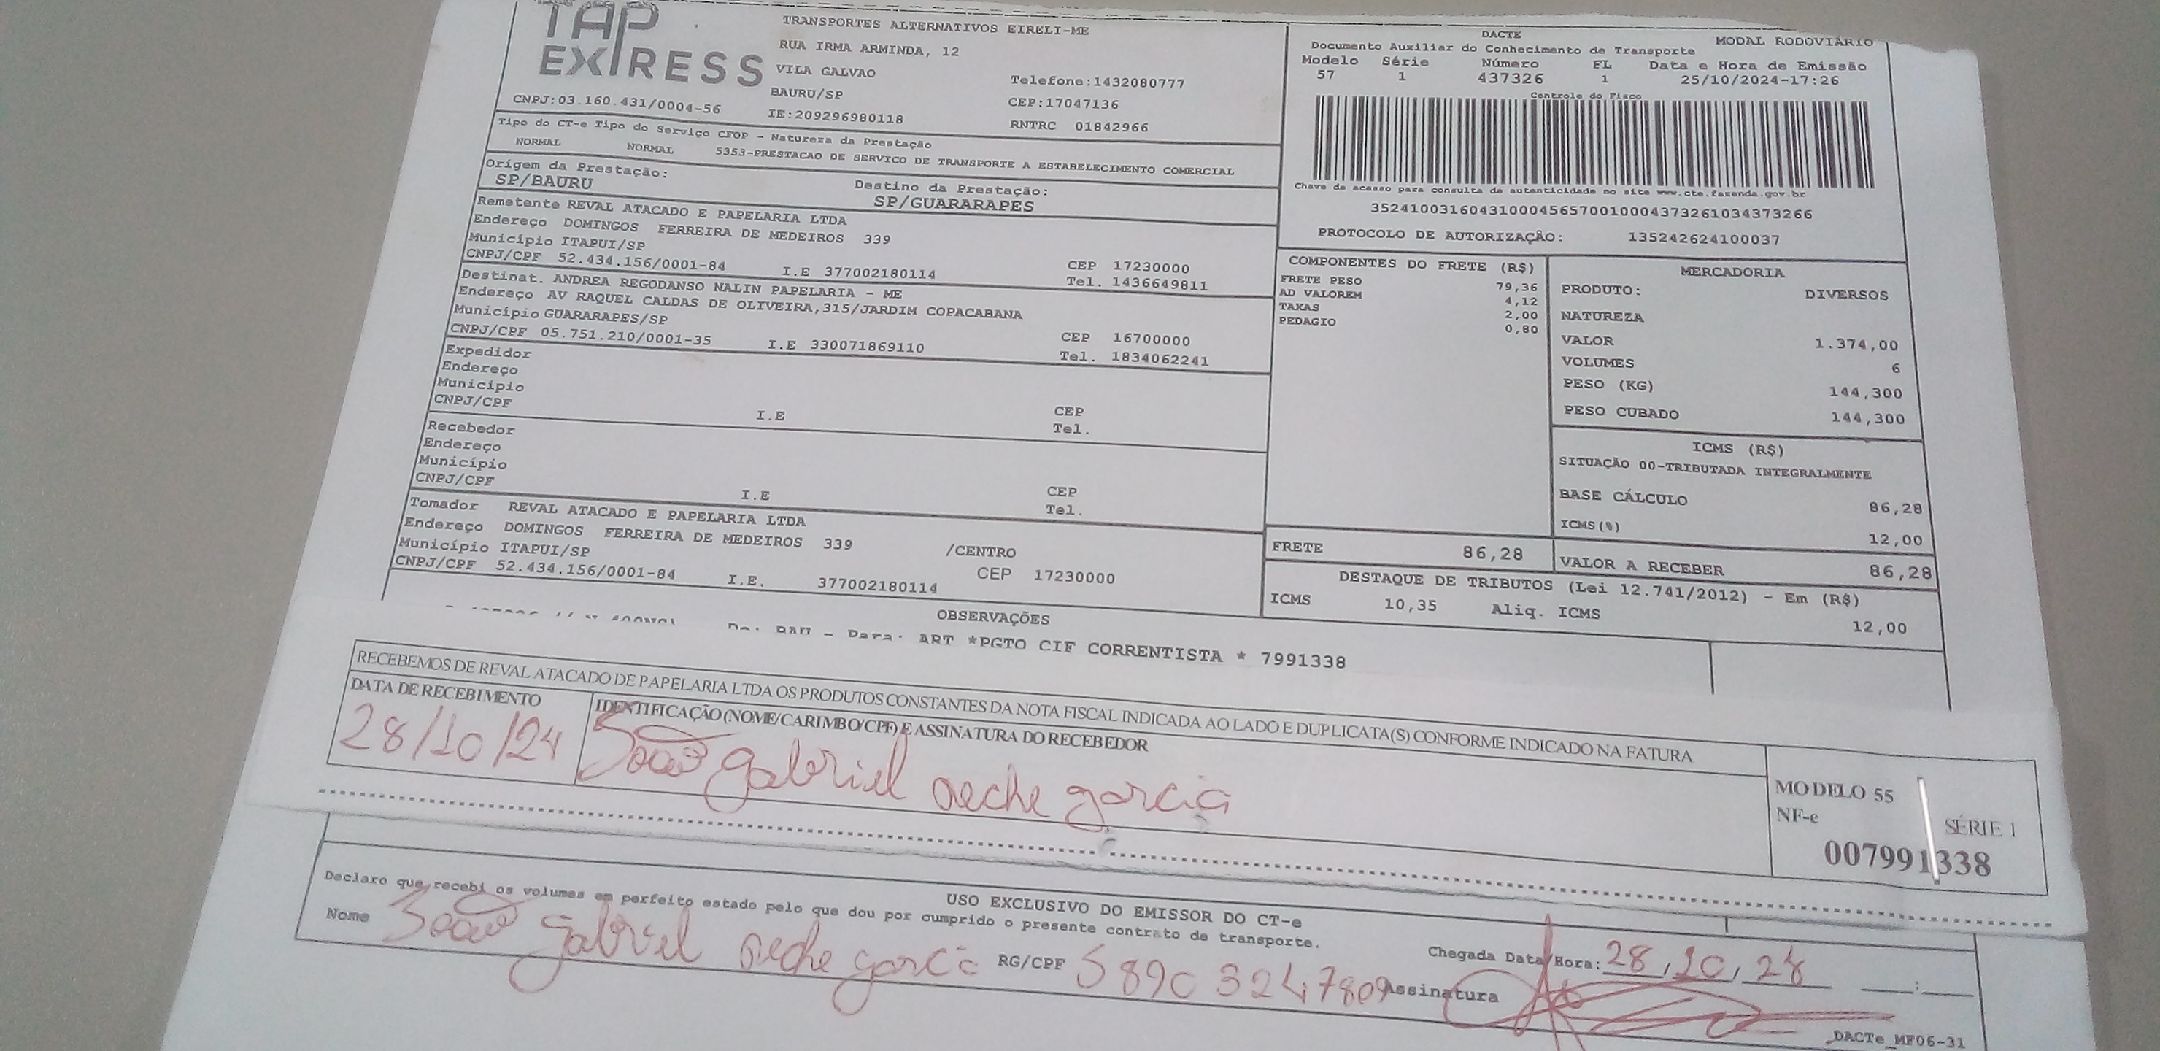 TAP
EXPRESS
TRANSPORTES ALTERNATIVOS EIRELI-ME
RUA IRMA ARMINDA, 12
VILA GALVAO
Telefone:1432080777
BAURU/SP
CEP:17047136
CNPJ:03.160.431/0004-56
IE:209296980118
RNTRC 01842966
Tipo do CT-e Tipo do Serviço CFOP - Natureza da Prestação
NORMAL NORMAL 5353-PRESTACAO DE SERVICO DE TRANSPORTE A ESTABELECIMENTO COMERCIAL
Origem da Prestação: Destino da Prestação:
SP/BAURU SP/GUARARAPES
Remetente REVAL ATACADO E PAPELARIA LTDA
Endereço DOMINGOS FERREIRA DE MEDEIROS 339
Município ITAPUI/SP CEP 17230000
CNPJ/CPF 52.434.156/0001-84 I.E 377002180114 Tel. 1436649811
Destinat. ANDREA REGODANSO NALIN PAPELARIA - ME
Endereço AV RAQUEL CALDAS DE OLIVEIRA,315/JARDIM COPACABANA
Município GUARARAPES/SP CEP 16700000
CNPJ/CPF 05.751.210/0001-35 I.E 330071869110 Tel. 1834062241
Expedidor
Endereço
Município CEP
CNPJ/CPF I.E Tel.
Recebedor
Endereço
Município CEP
CNPJ/CPF I.E Tel.
Tomador REVAL ATACADO E PAPELARIA LTDA
Endereço DOMINGOS FERREIRA DE MEDEIROS 339 /CENTRO
Município ITAPUI/SP CEP 17230000
CNPJ/CPF 52.434.156/0001-84 I.E. 377002180114
DACTE MODAL RODOVIÁRIO
Documento Auxiliar do Conhecimento de Transporte
Modelo Série Número FL Data e Hora de Emissão
57 1 437326 1 25/10/2024-17:26
Controle do Fisco
Chave de acesso para consulta de autenticidade no site www.cte.fazenda.gov.br
35241003160431000456570010004373261034373266
PROTOCOLO DE AUTORIZAÇÃO: 135242624100037
COMPONENTES DO FRETE (R$)
FRETE PESO 79,36
AD VALOREM 4,12
TAXAS 2,00
PEDAGIO 0,80
FRETE 86,28
MERCADORIA
PRODUTO: DIVERSOS
NATUREZA
VALOR 1.374,00
VOLUMES 6
PESO (KG) 144,300
PESO CUBADO 144,300
ICMS (R$)
SITUAÇÃO 00-TRIBUTADA INTEGRALMENTE
BASE CÁLCULO 86,28
ICMS(%) 12,00
VALOR A RECEBER 86,28
DESTAQUE DE TRIBUTOS (Lei 12.741/2012) - Em (R$)
ICMS 10,35 Aliq. ICMS 12,00
OBSERVAÇÕES
De: BAU - Para: ART *PGTO CIF CORRENTISTA * 7991338
RECEBEMOS DE REVAL ATACADO DE PAPELARIA LTDA OS PRODUTOS CONSTANTES DA NOTA FISCAL INDICADA AO LADO E DUPLICATA(S) CONFORME INDICADO NA FATURA
DATA DE RECEBIMENTO IDENTIFICAÇÃO (NOME/CARIMBO/CPF) E ASSINATURA DO RECEBEDOR
28/10/24 João gabriel neche garcia
MODELO 55
NF-e SÉRIE 1
007991338
USO EXCLUSIVO DO EMISSOR DO CT-e
Declaro que recebi os volumes em perfeito estado pelo que dou por cumprido o presente contrato de transporte.
Nome João gabriel neche garcia RG/CPF 58903247809 Assinatura
Chegada Data/Hora: 28/10/24 :
DACTe_MF06-31